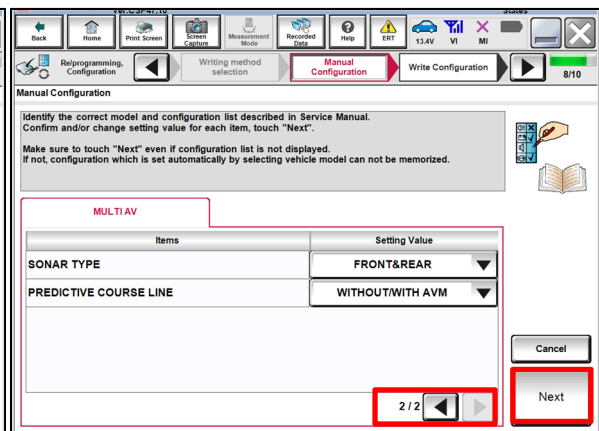 Ver.CSP47.10
States
Back
Home
Print Screen
Screen
Capture
Measurement
Mode
Recorded
Data
Help
ERT
13.4V
VI
MI
Re/programming,
Configuration
Writing method
selection
Manual
Configuration
Write Configuration
8/10
Manual Configuration
Identify the correct model and configuration list described in Service Manual.
Confirm and/or change setting value for each item, touch "Next".
Make sure to touch "Next" even if configuration list is not displayed.
If not, configuration which is set automatically by selecting vehicle model can not be memorized.
MULTI AV
Items
Setting Value
SONAR TYPE
FRONT&REAR
PREDICTIVE COURSE LINE
WITHOUT/WITH AVM
Cancel
2 / 2
Next